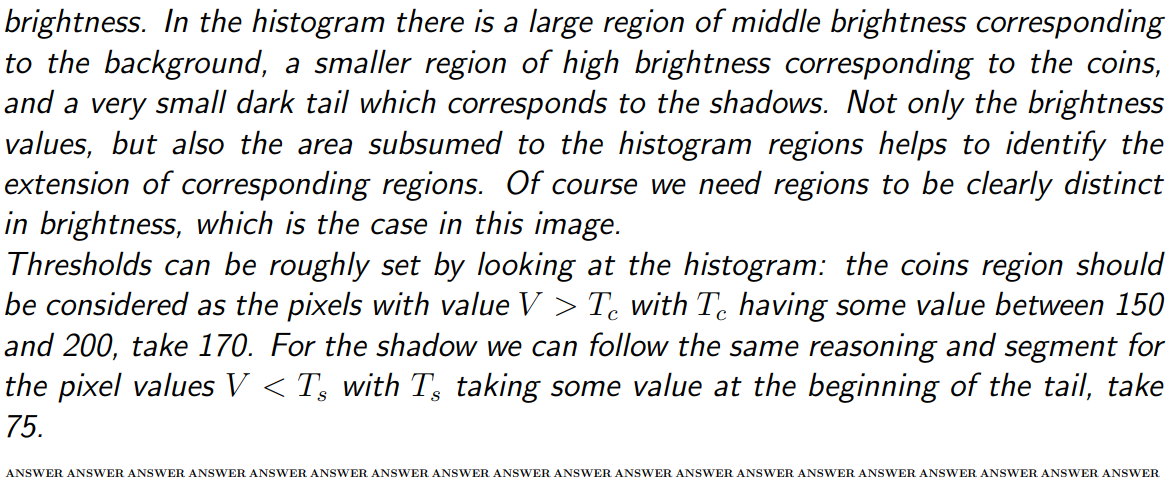 brightness. In the histogram there is a large region of middle brightness corresponding
to the background, a smaller region of high brightness corresponding to the coins,
and a very small dark tail which corresponds to the shadows. Not only the brightness
values, but also the area subsumed to the histogram regions helps to identify the
extension of corresponding regions. Of course we need regions to be clearly distinct
in brightness, which is the case in this image.
Thresholds can be roughly set by looking at the histogram: the coins region should
be considered as the pixels with value V > T_c with T_c having some value between 150
and 200, take 170. For the shadow we can follow the same reasoning and segment for
the pixel values V < T_s with T_s taking some value at the beginning of the tail, take
75.
ANSWER ANSWER ANSWER ANSWER ANSWER ANSWER ANSWER ANSWER ANSWER ANSWER ANSWER ANSWER ANSWER ANSWER ANSWER ANSWER ANSWER ANSWER ANSWER